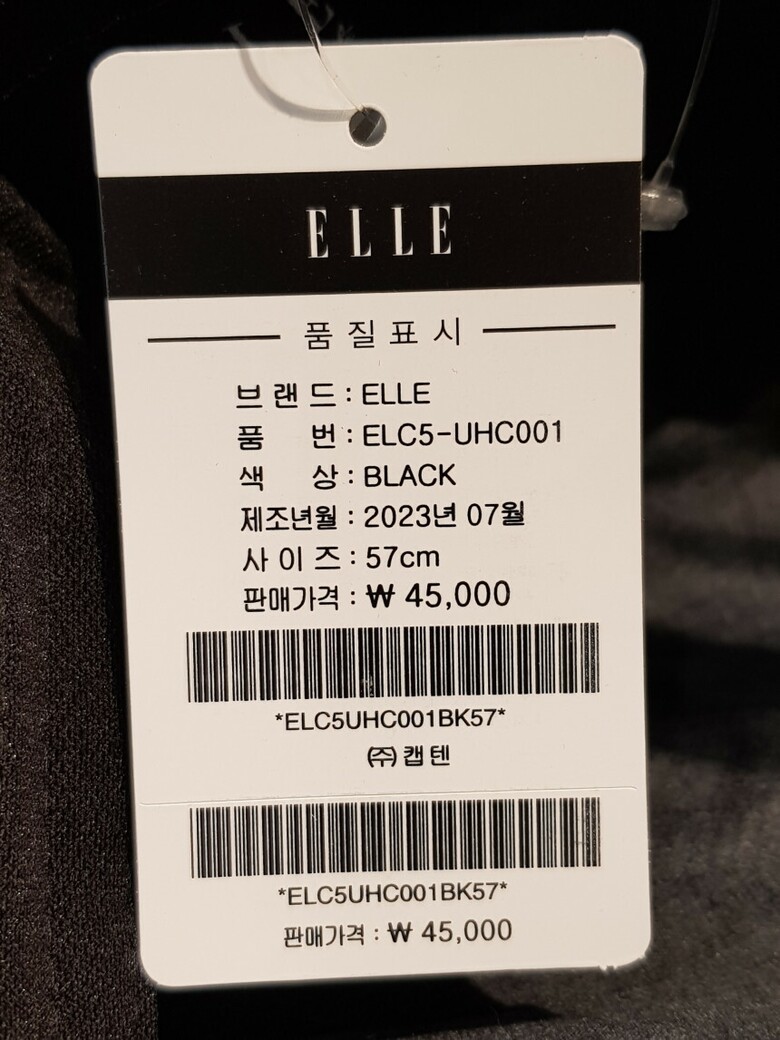 ELLE
품질표시
브랜드 : ELLE
품 번 : ELC5-UHC001
색 상 : BLACK
제조년월 : 2023년 07월
사이즈 : 57cm
판매가격 : ₩ 45,000
*ELC5UHC001BK57*
㈜캡텐
*ELC5UHC001BK57*
판매가격 : ₩ 45,000